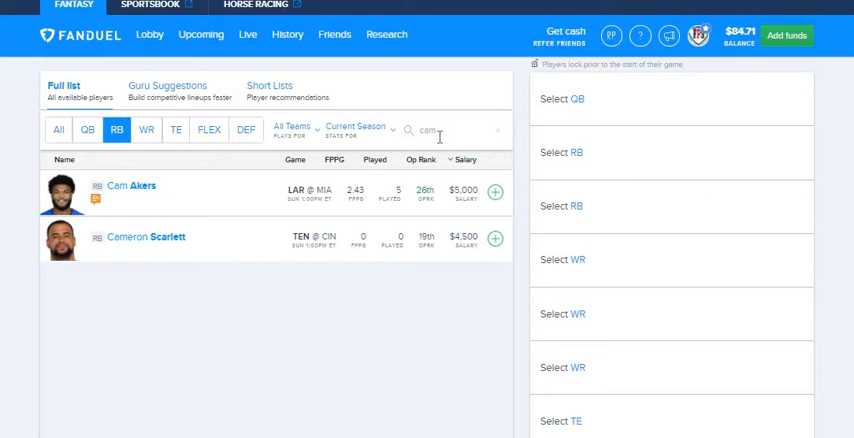 FANTASY SPORTSBOOK HORSE RACING
FANDUEL Lobby Upcoming Live History Friends Research
Get cash
REFER FRIENDS
$84.71
BALANCE
Add funds
Players lock prior to the start of their game
Full list Guru Suggestions Short Lists
All available players Build competitive lineups faster Player recommendations
All QB RB WR TE FLEX DEF
All Teams Current Season
PLAYS FOR STATS FOR
cam
Name Game FPPG Played Op Rank Salary
RB Cam Akers LAR @ MIA 2.43 5 26th $5,000
SUN 1:00PM ET FPPG PLAYED OPRK SALARY
RB Cameron Scarlett TEN @ CIN 0 0 19th $4,500
SUN 1:00PM ET FPPG PLAYED OPRK SALARY
Select QB
Select RB
Select RB
Select WR
Select WR
Select WR
Select TE